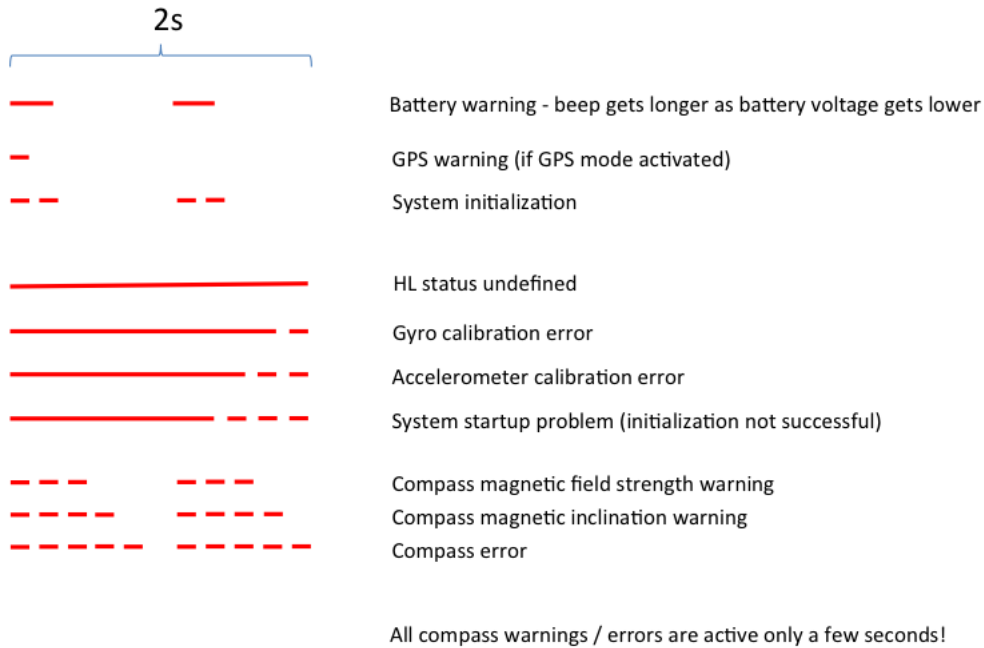 2s
Battery warning - beep gets longer as battery voltage gets lower
GPS warning (if GPS mode activated)
System initialization
HL status undefined
Gyro calibration error
Accelerometer calibration error
System startup problem (initialization not successful)
Compass magnetic field strength warning
Compass magnetic inclination warning
Compass error
All compass warnings / errors are active only a few seconds!